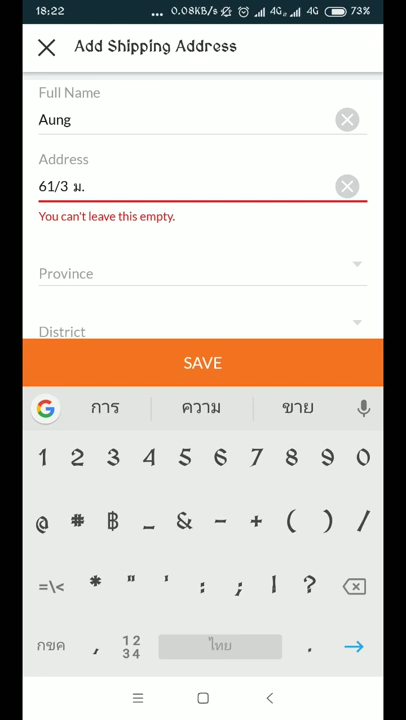 18:22 ... 0.08KB/s 4G 4G 73%
Add Shipping Address
Full Name
Aung
Address
61/3 ม.
You can't leave this empty.
Province
District
SAVE
G การ ความ ขาย
1 2 3 4 5 6 7 8 9 0
@ # ฿ _ & - + ( ) /
=\< * " ' : ; ! ?
กขค , 12 34 ไทย .